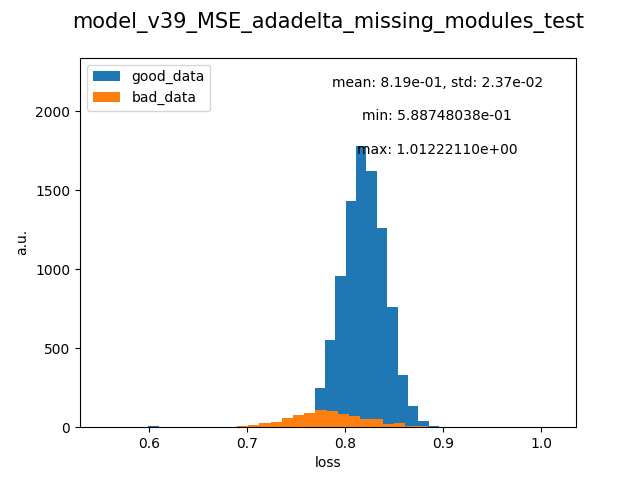 model_v39_MSE_adadelta_missing_modules_test
good_data
bad_data
mean: 8.19e-01, std: 2.37e-02
min: 5.88748038e-01
max: 1.01222110e+00
a.u.
2000
1500
1000
500
0
0.6 0.7 0.8 0.9 1.0
loss